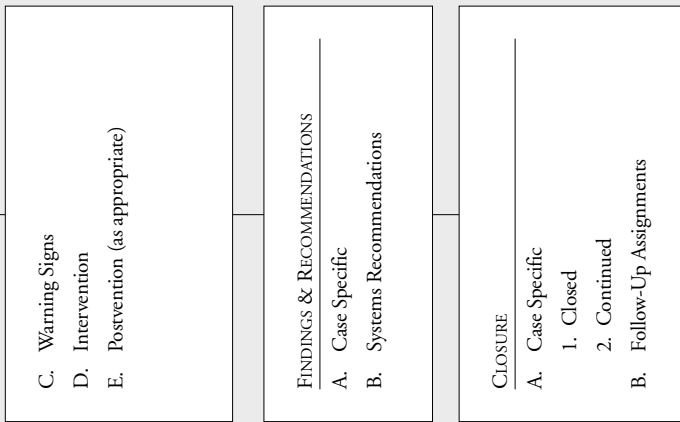 C. Warning Signs
D. Intervention
E. Postvention (as appropriate)
FINDINGS & RECOMMENDATIONS
A. Case Specific
B. Systems Recommendations
CLOSURE
A. Case Specific
1. Closed
2. Continued
B. Follow-Up Assignments